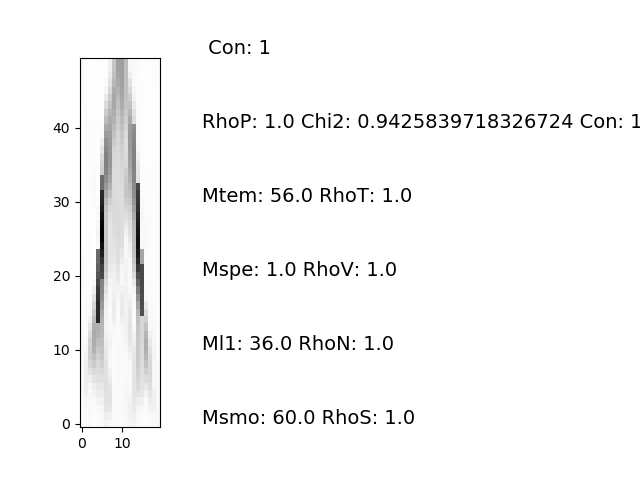 Con: 1
RhoP: 1.0 Chi2: 0.9425839718326724 Con: 1
Mtem: 56.0 RhoT: 1.0
Mspe: 1.0 RhoV: 1.0
Ml1: 36.0 RhoN: 1.0
Msmo: 60.0 RhoS: 1.0
40
30
20
10
0
0 10